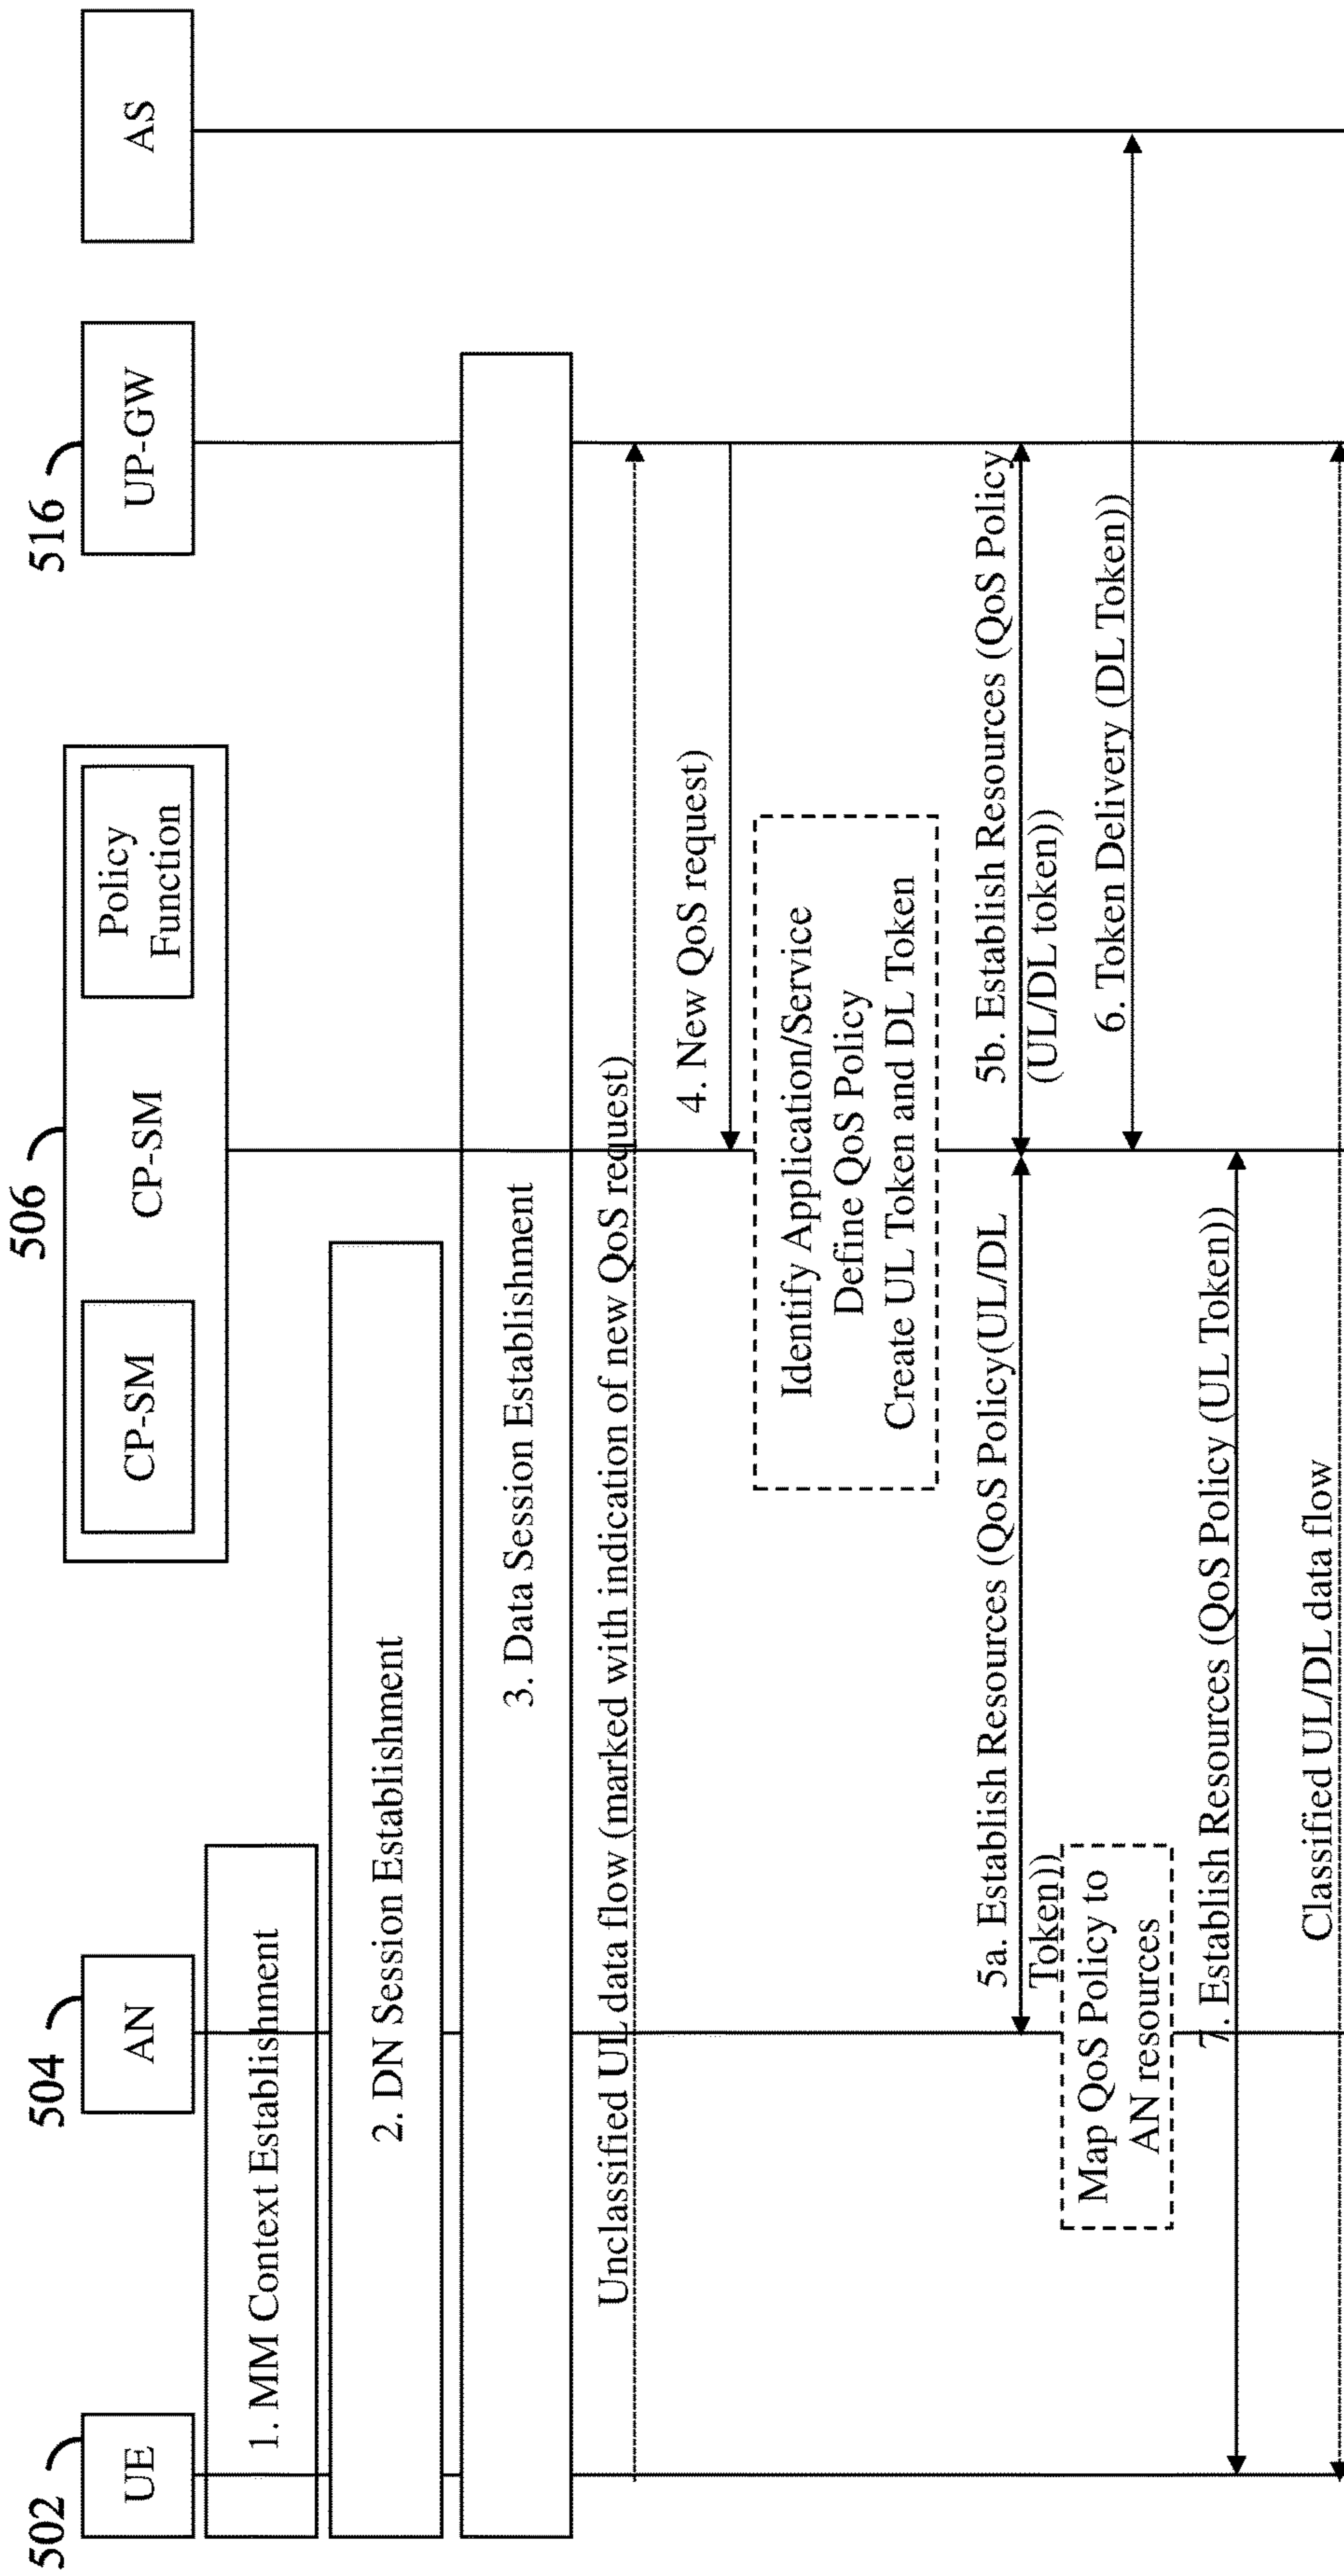 502
504
506
516
UE
AN
CP-SM
CP-SM
Policy
Function
UP-GW
AS
1. MM Context Establishment
2. DN Session Establishment
3. Data Session Establishment
Unclassified UL data flow (marked with indication of new QoS request)
4. New QoS request)
Identify Application/Service
Define QoS Policy
Create UL Token and DL Token
5a. Establish Resources (QoS Policy(UL/DL
Token))
5b. Establish Resources (QoS Policy
(UL/DL token))
Map QoS Policy to
AN resources
6. Token Delivery (DL Token))
7. Establish Resources (QoS Policy (UL Token))
Classified UL/DL data flow